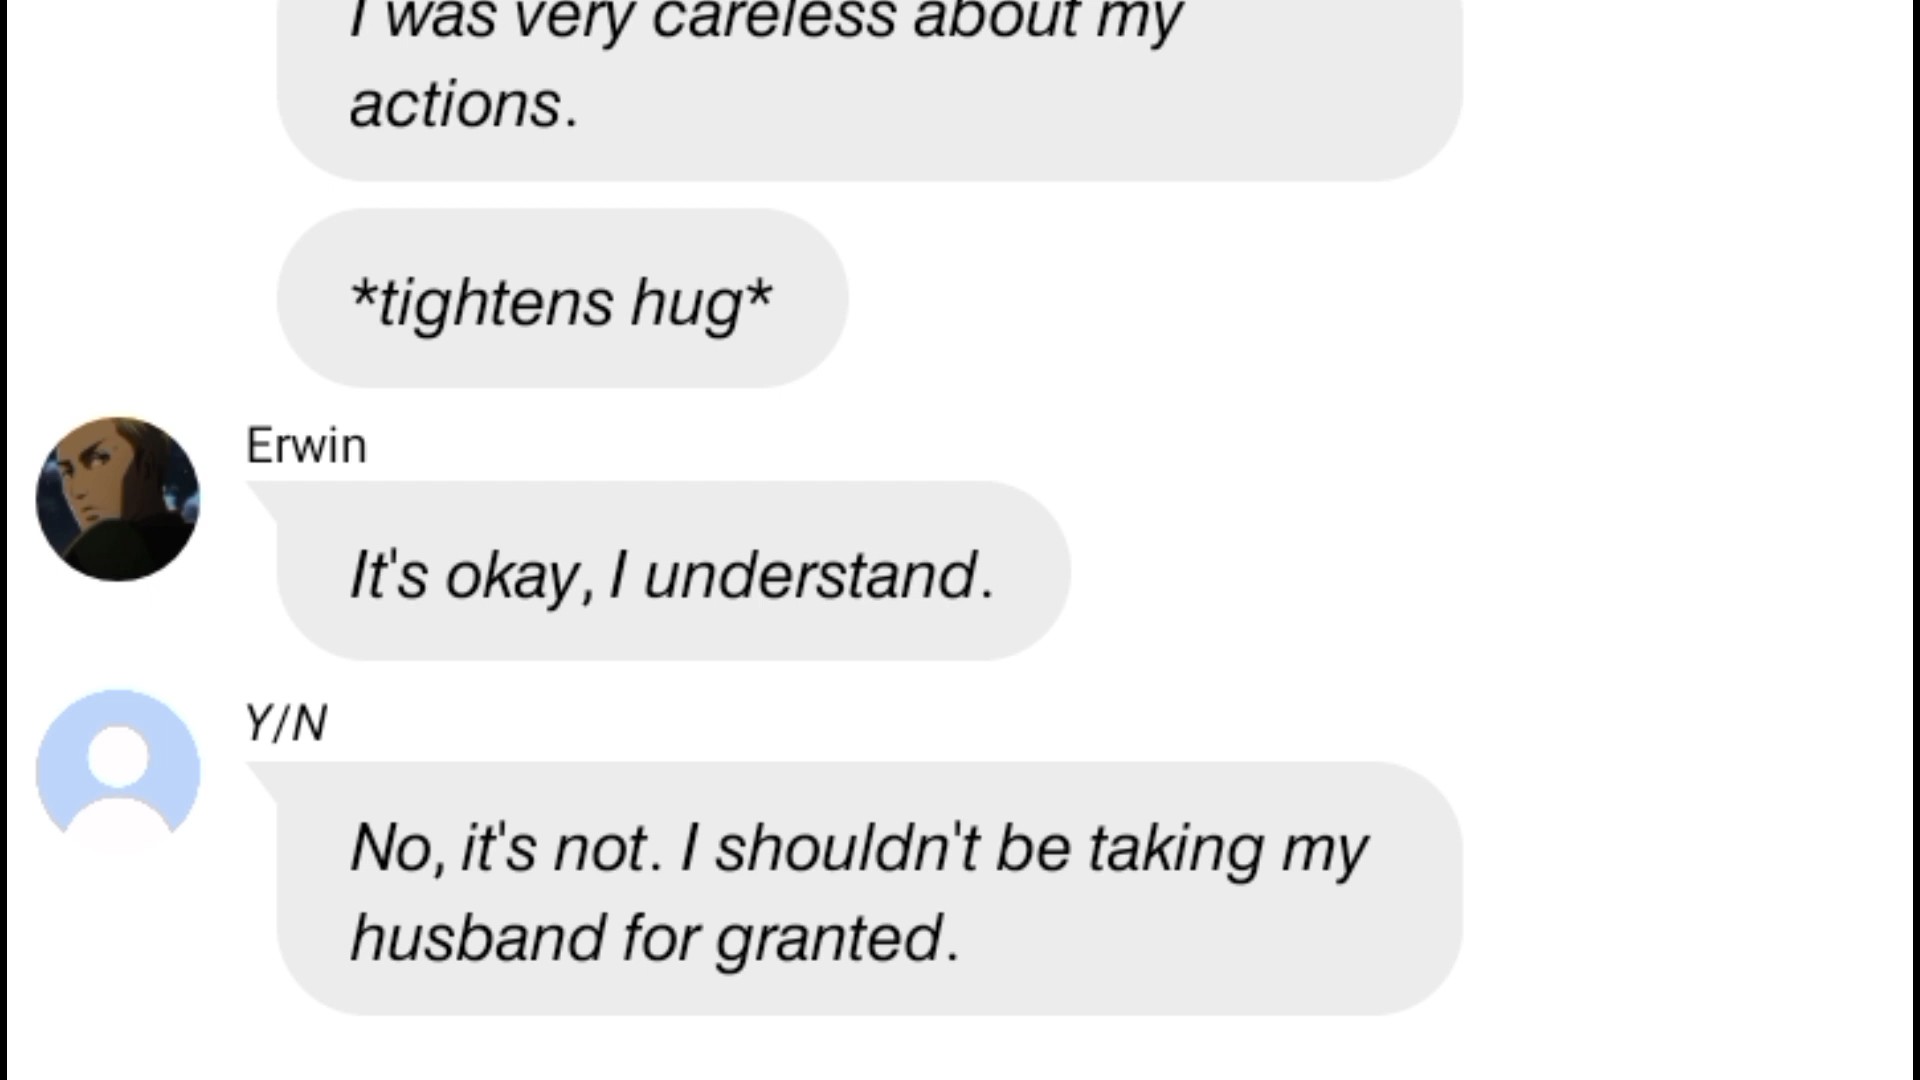 I was very careless about my
actions.
*tightens hug*
Erwin
It's okay, I understand.
Y/N
No, it's not. I shouldn't be taking my
husband for granted.